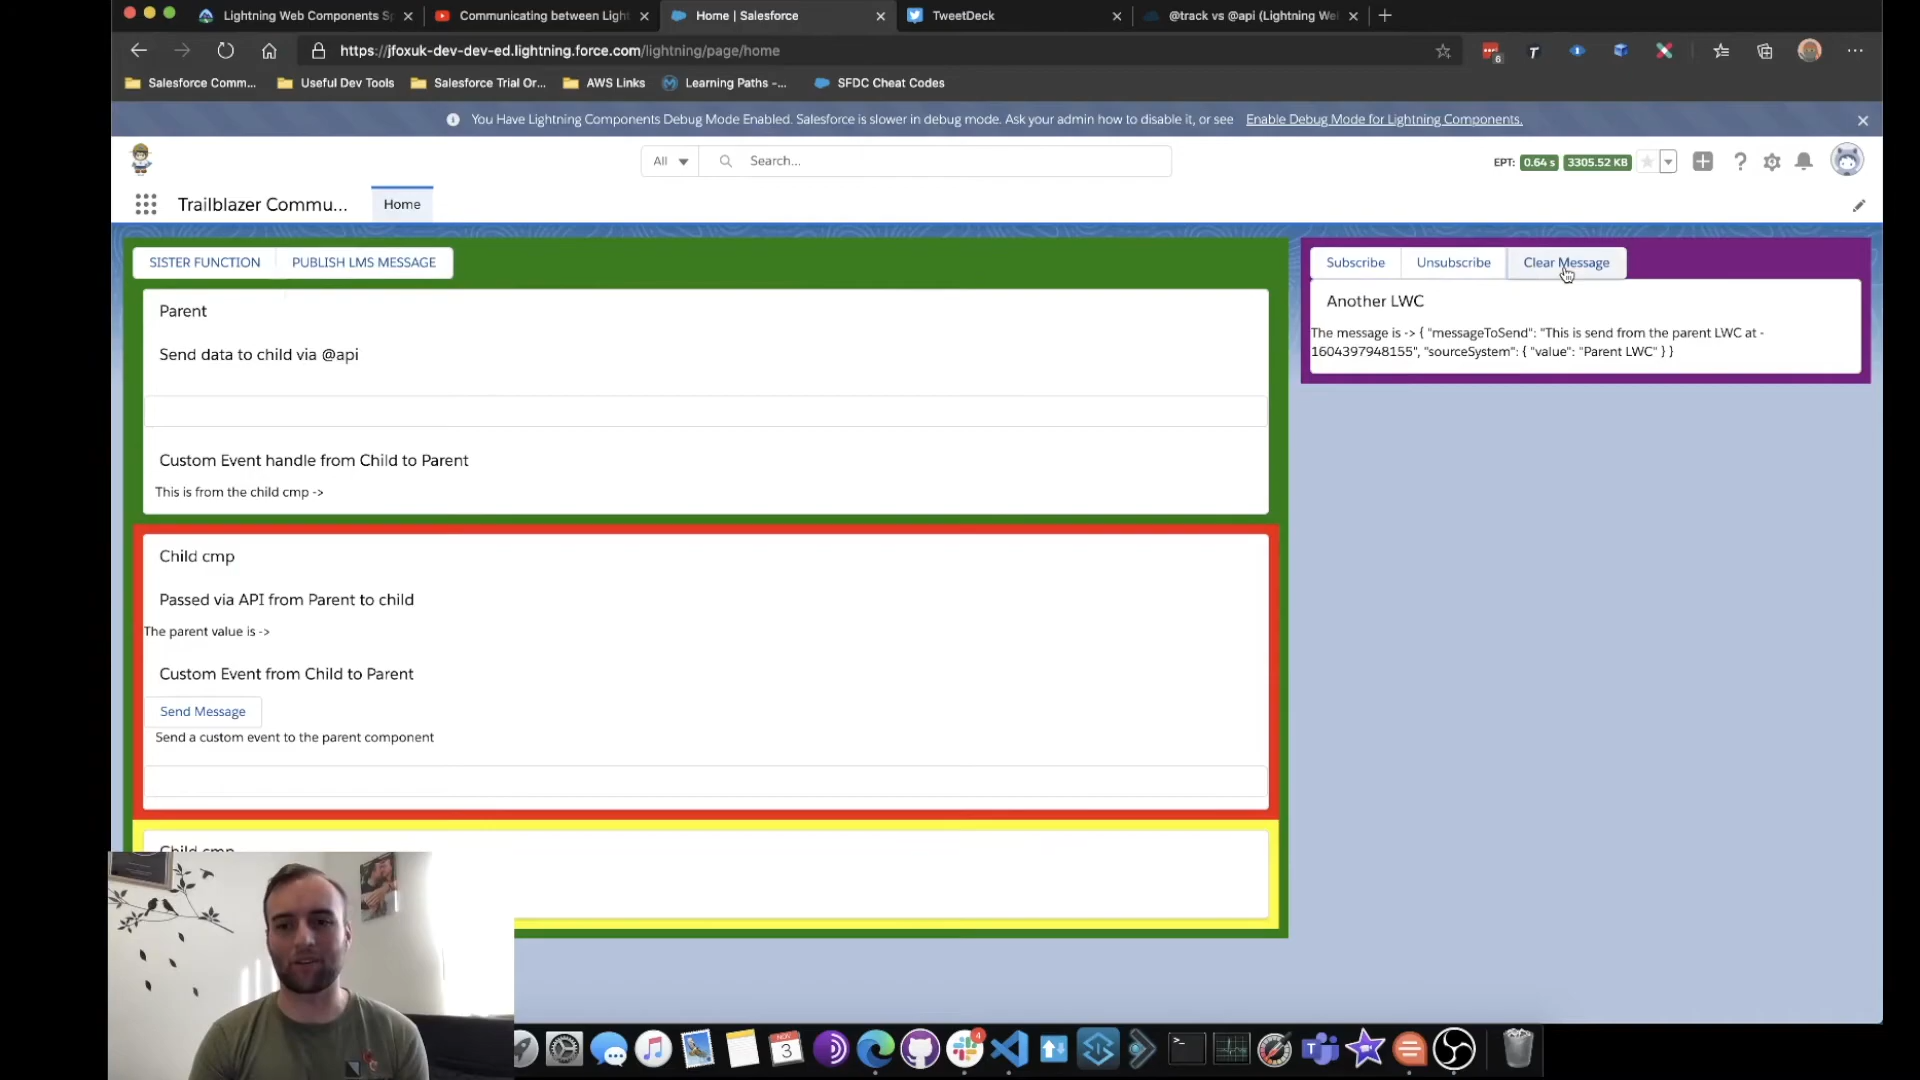 Lightning Web Components Sp
Communicating between Light
Home | Salesforce
TweetDeck
@track vs @api (Lightning We
https://jfoxuk-dev-dev-ed.lightning.force.com/lightning/page/home
6
Salesforce Comm...
Useful Dev Tools
Salesforce Trial Or...
AWS Links
Learning Paths -...
SFDC Cheat Codes
You Have Lightning Components Debug Mode Enabled. Salesforce is slower in debug mode. Ask your admin how to disable it, or see Enable Debug Mode for Lightning Components.
All
Search...
EPT: 0.64 s 3305.52 KB
Trailblazer Commu...
Home
SISTER FUNCTION
PUBLISH LMS MESSAGE
Parent
Send data to child via @api
Custom Event handle from Child to Parent
This is from the child cmp ->
Child cmp
Passed via API from Parent to child
The parent value is ->
Custom Event from Child to Parent
Send Message
Send a custom event to the parent component
Child cmp
Subscribe
Unsubscribe
Clear Message
Another LWC
The message is -> { "messageToSend": "This is send from the parent LWC at -
1604397948155", "sourceSystem": { "value": "Parent LWC" } }
NOV
3
4